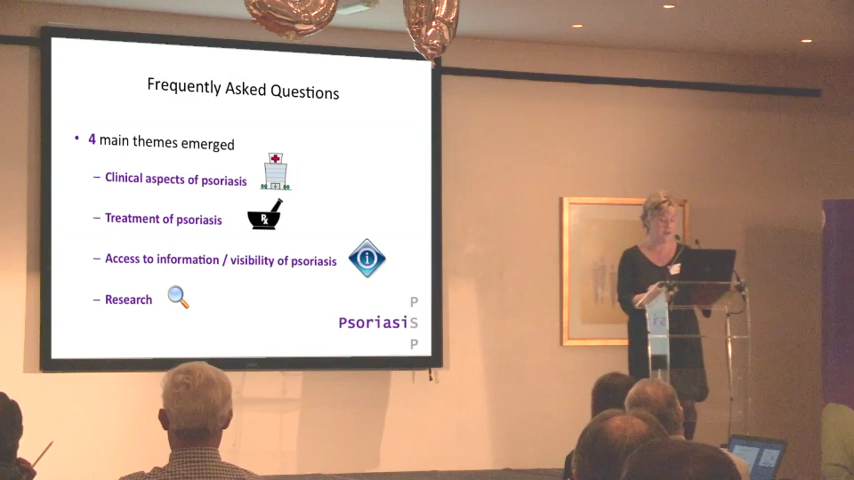 Frequently Asked Questions
• 4 main themes emerged
– Clinical aspects of psoriasis
– Treatment of psoriasis
Rx
– Access to information / visibility of psoriasis
i
– Research
P
PsoriasiS
P